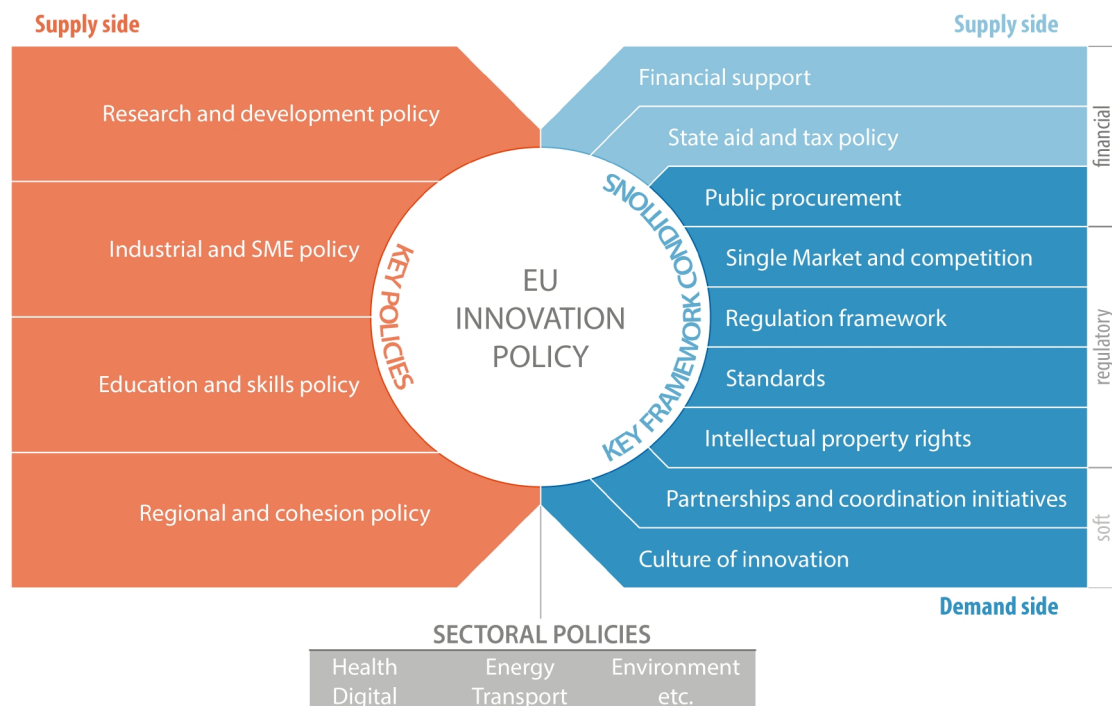 Supply side
Research and development policy
Industrial and SME policy
Education and skills policy
Regional and cohesion policy
KEY POLICIES
EU
INNOVATION
POLICY
KEY FRAMEWORK CONDITIONS
Supply side
Financial support
State aid and tax policy
Public procurement
Single Market and competition
Regulation framework
Standards
Intellectual property rights
Partnerships and coordination initiatives
Culture of innovation
Demand side
financial
regulatory
soft
SECTORAL POLICIES
Health Energy Environment
Digital Transport etc.